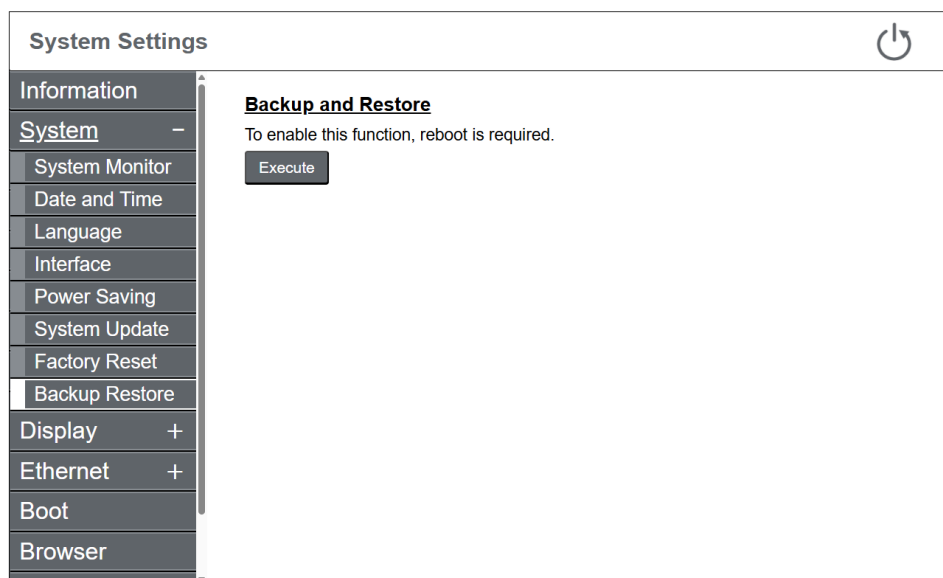 System Settings
Information
System −
System Monitor
Date and Time
Language
Interface
Power Saving
System Update
Factory Reset
Backup Restore
Display +
Ethernet +
Boot
Browser
Backup and Restore
To enable this function, reboot is required.
Execute